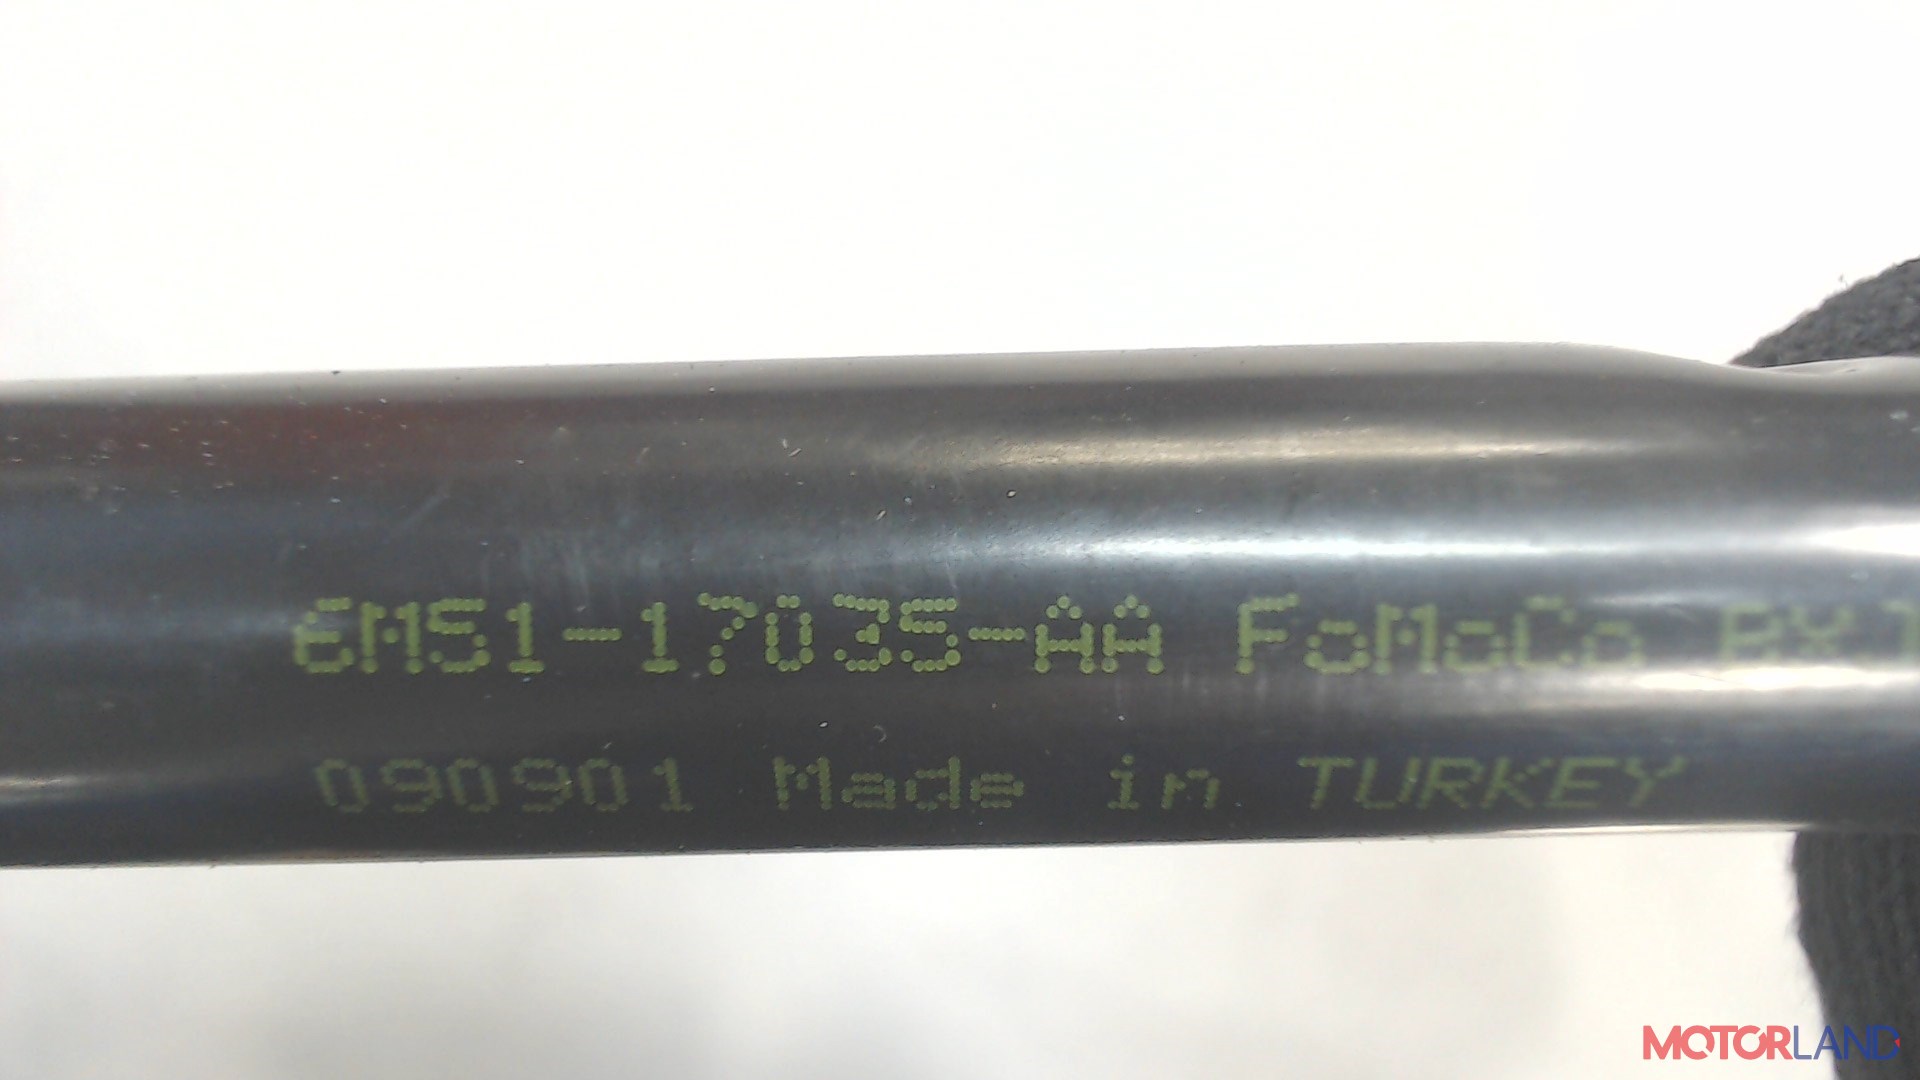 6M51-17035-AA FoMoCo
090901 Made in TURKEY
MOTORLAND